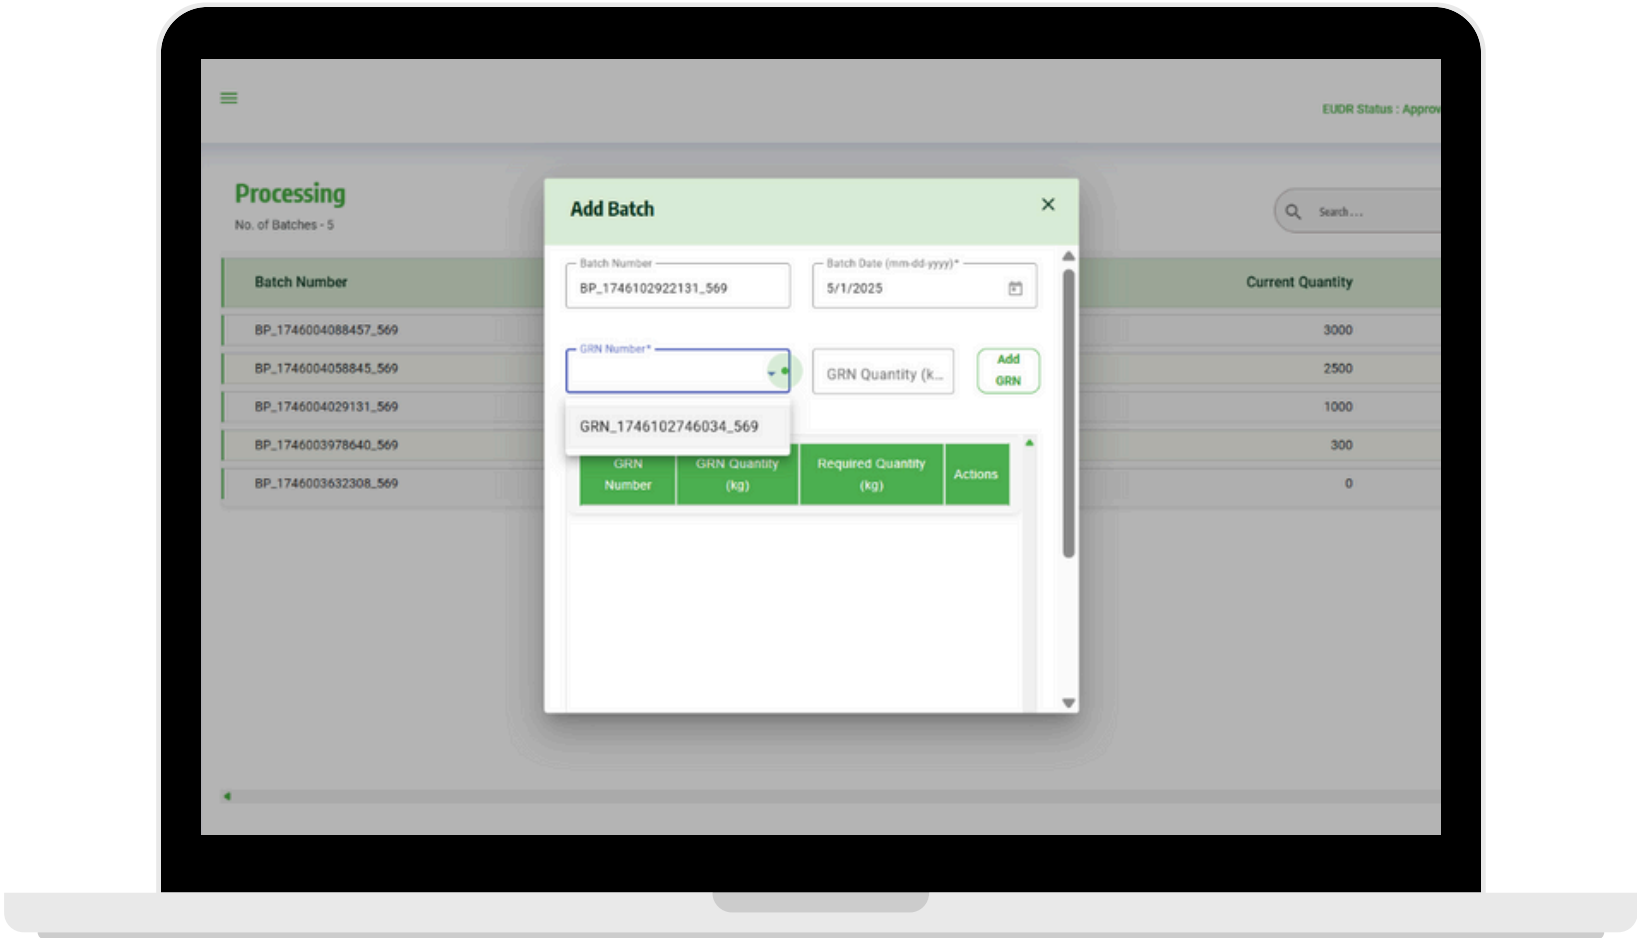 EUDR Status : Approv
Processing
No. of Batches - 5
Search...
Batch Number
Current Quantity
BP_1746004088457_569
3000
BP_1746004058845_569
2500
BP_1746004029131_569
1000
BP_1746003978640_569
300
BP_1746003632308_569
0
Add Batch
Batch Number
BP_1746102922131_569
Batch Date (mm-dd-yyyy)*
5/1/2025
GRN Number*
GRN Quantity (k...
Add
GRN
GRN_1746102746034_569
GRN
Number
GRN Quantity
(kg)
Required Quantity
(kg)
Actions